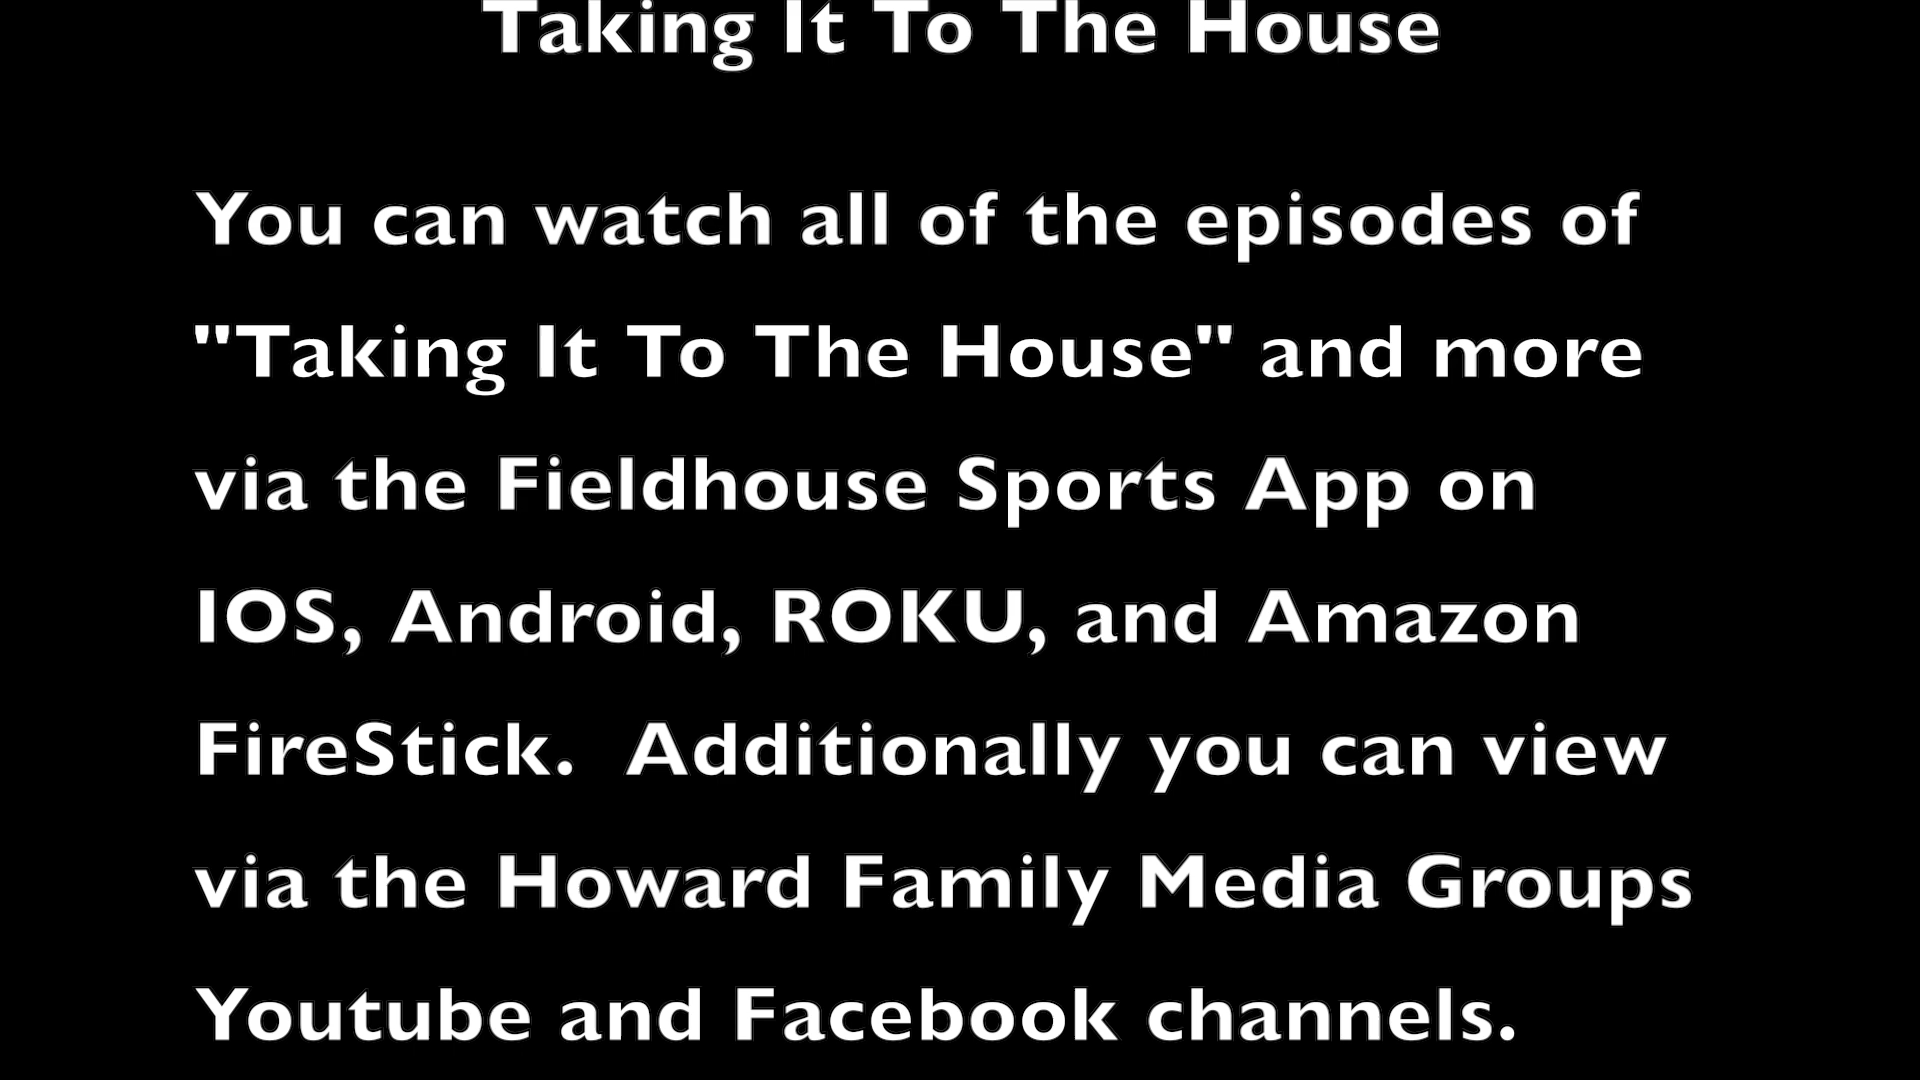 Taking It To The House
You can watch all of the episodes of
"Taking It To The House" and more
via the Fieldhouse Sports App on
IOS, Android, ROKU, and Amazon
FireStick.  Additionally you can view
via the Howard Family Media Groups
Youtube and Facebook channels.